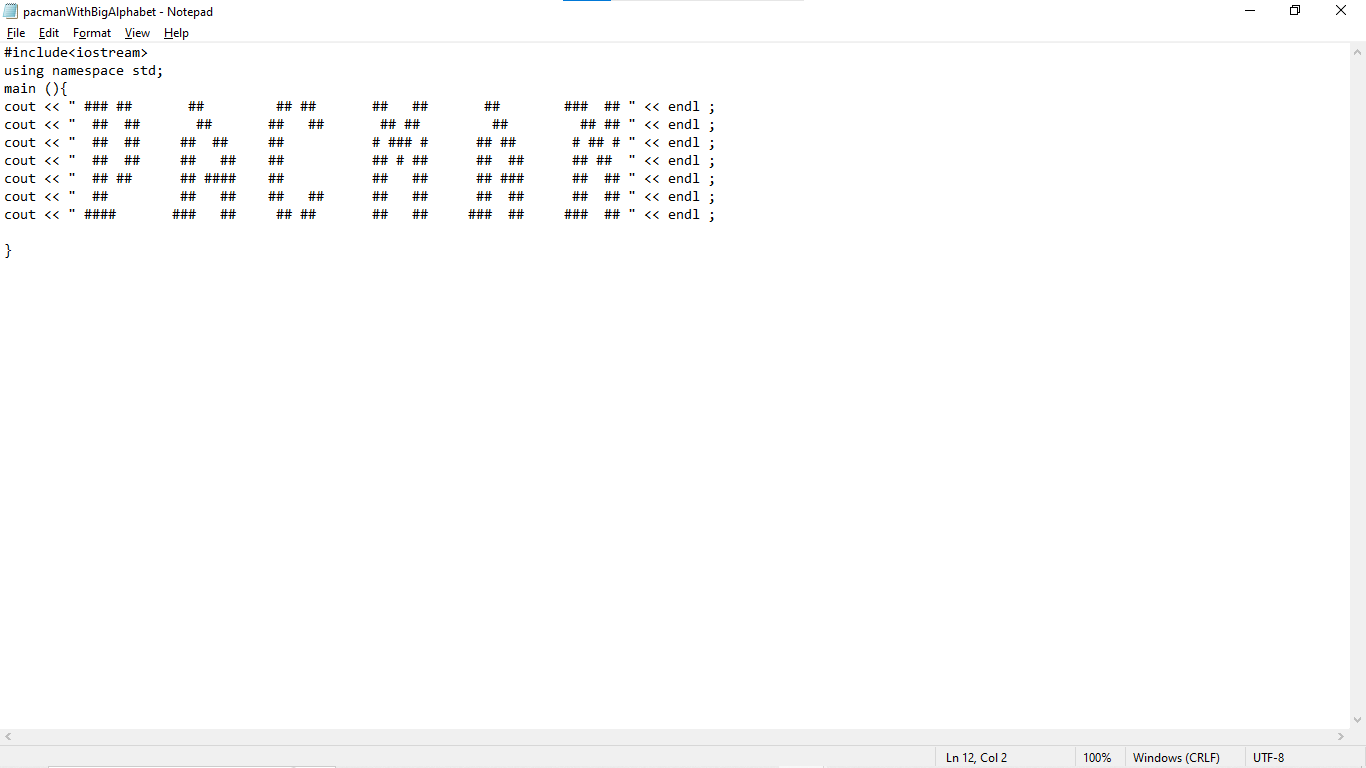 pacmanWithBigAlphabet - Notepad
File Edit Format View Help
#include<iostream>
using namespace std;
main (){
cout << " ### ##       ##         ## ##       ##   ##       ##        ###  ## " << endl ;
cout << "  ##  ##       ##       ##   ##       ## ##         ##         ## ## " << endl ;
cout << "  ##  ##     ##  ##     ##           # ### #      ## ##       # ## # " << endl ;
cout << "  ##  ##     ##   ##    ##           ## # ##      ##  ##      ## ##  " << endl ;
cout << "  ## ##      ## ####    ##           ##   ##      ## ###      ##  ## " << endl ;
cout << "  ##         ##   ##    ##   ##      ##   ##      ##  ##      ##  ## " << endl ;
cout << " ####       ###   ##     ## ##       ##   ##     ###  ##     ###  ## " << endl ;
}
Ln 12, Col 2 100% Windows (CRLF) UTF-8